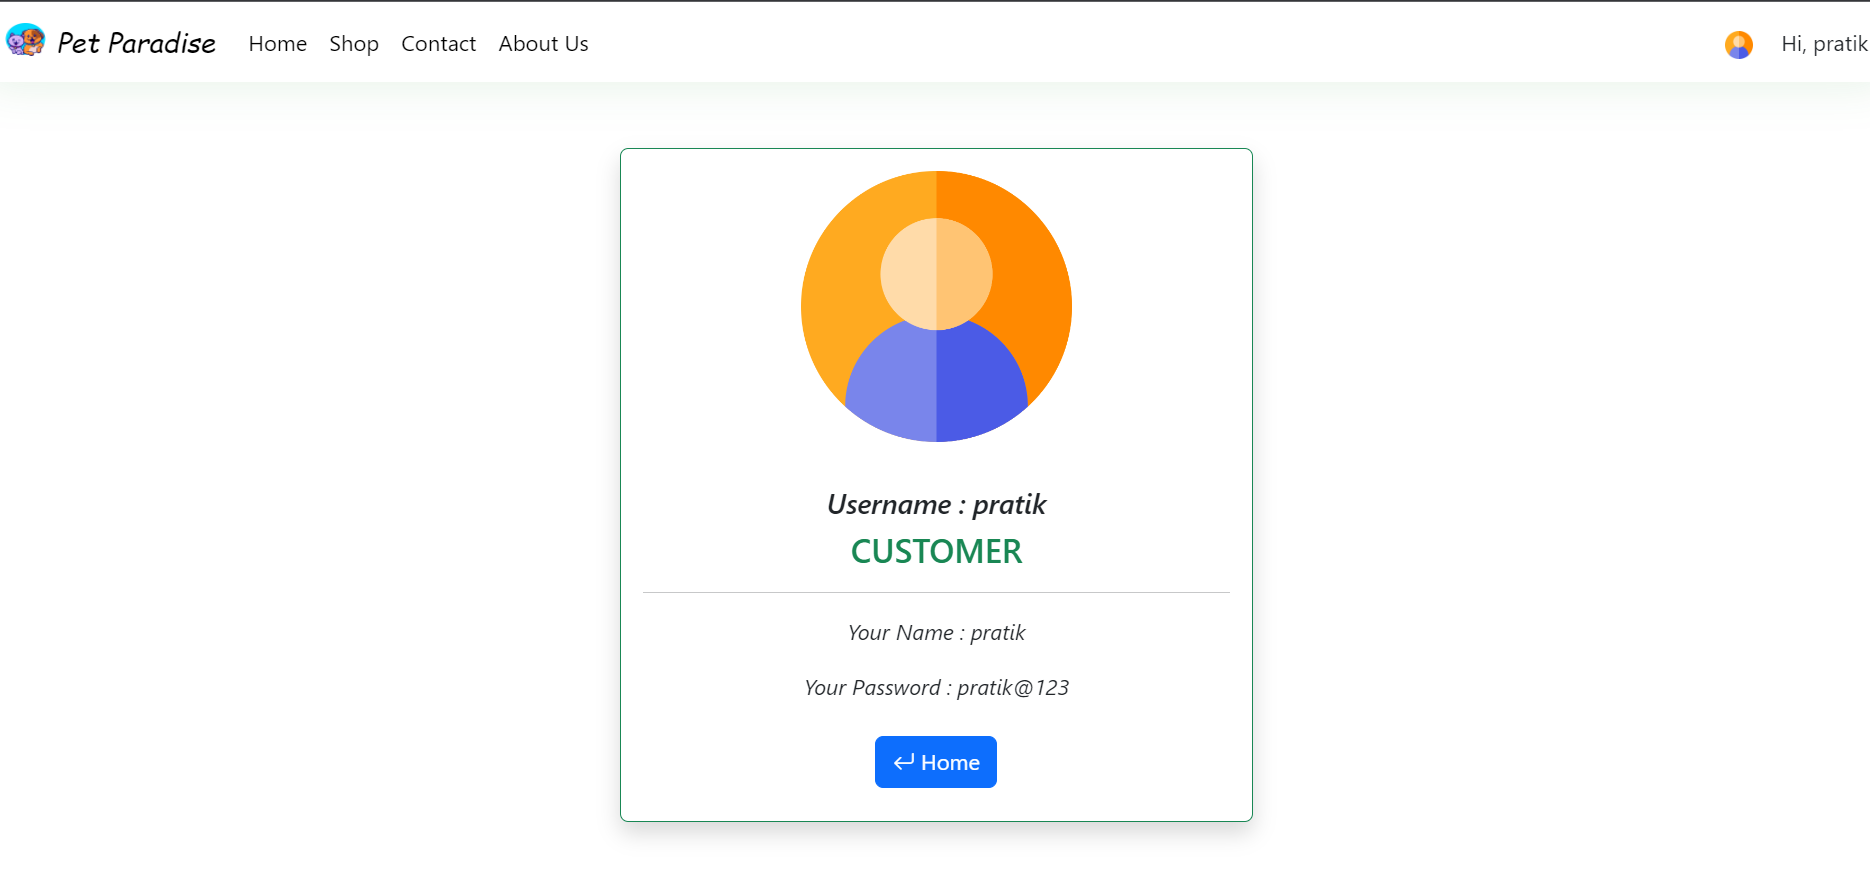 Pet Paradise Home Shop Contact About Us Hi, pratik
Username : pratik
CUSTOMER
Your Name : pratik
Your Password : pratik@123
Home